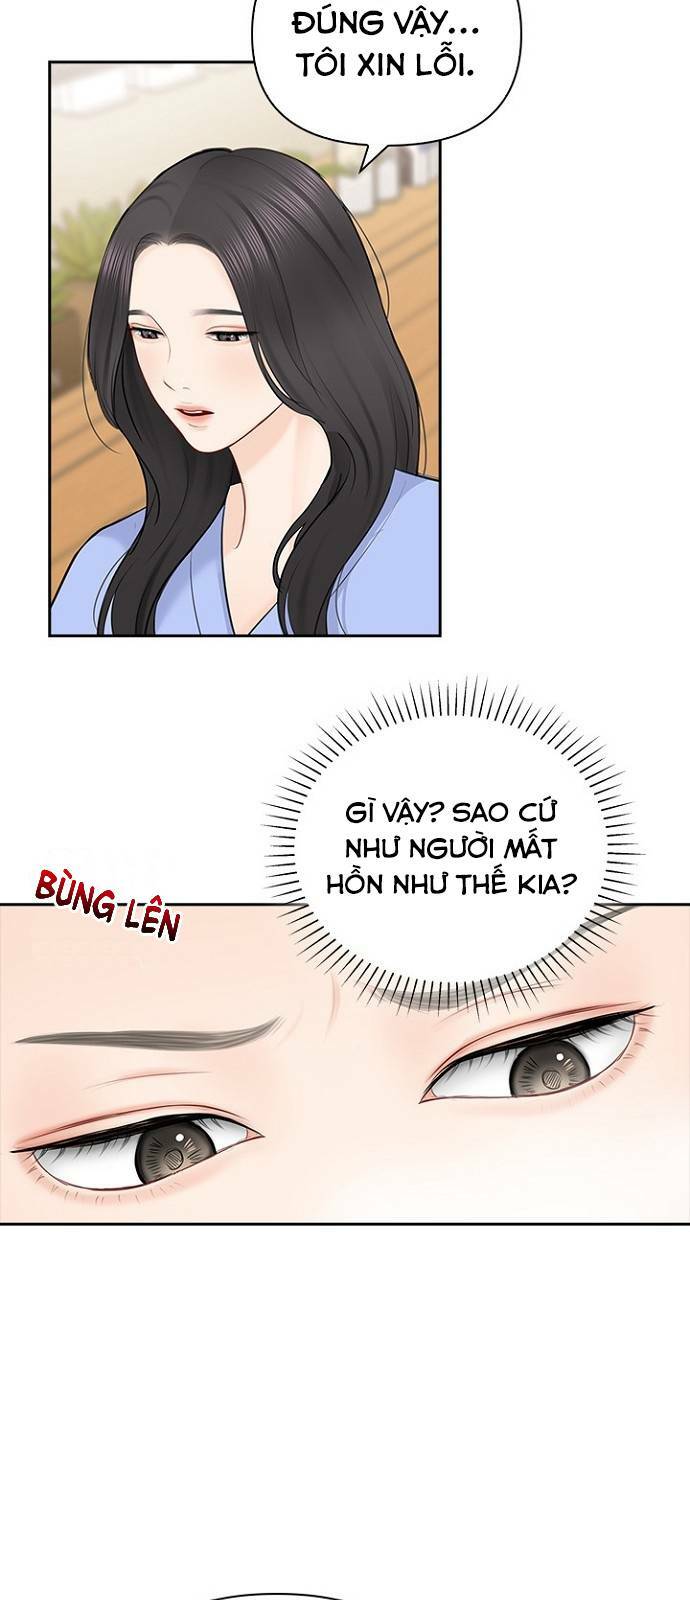 ĐÚNG VẬY...
TÔI XIN LỖI.
GÌ VẬY? SAO CỨ
NHƯ NGƯỜI MẤT
HỒN NHƯ THẾ KIA?
BÙNG LÊN